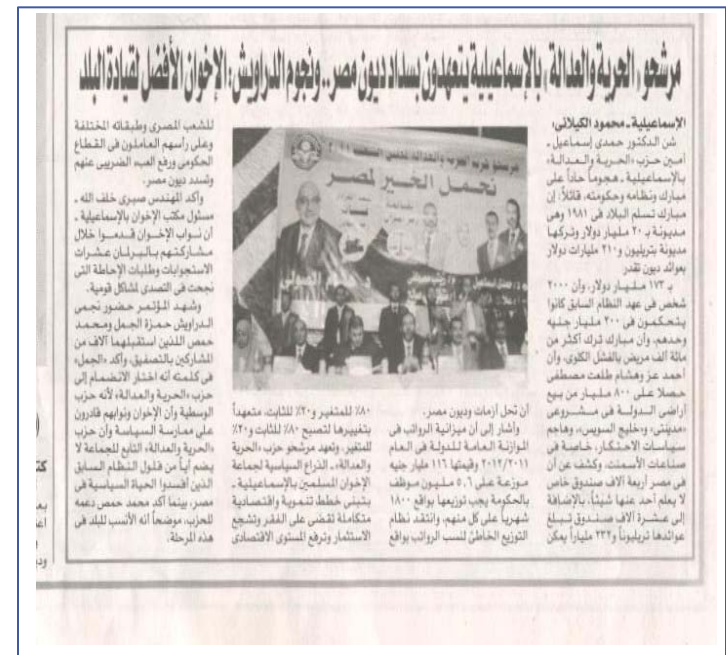 مرشحو «الحرية والعدالة» بالإسماعيلية يتعهدون بسداد ديون مصر.. ونجوم الدراويش: الإخوان الأفضل لقيادة البلد
الإسماعيلية ـ محمود الكيلانى:
شن الدكتور حمدى إسماعيل ـ
أمين حزب «الحرية والعدالة»
بالإسماعيلية ـ هجوماً حاداً على
مبارك ونظامه وحكومته، قائلاً: إن
مبارك تسلم البلاد فى ١٩٨١ وهى
مديونة بـ ٢٠ مليار دولار وتركها
مديونة بتريليون و٢١٠ مليارات دولار
بعوائد ديون تقدر
بـ ١٧٣ مليار دولار، وأن ٢٠٠٠
شخص فى عهد النظام السابق كانوا
يتحكمون فى ٢٠٠ مليار جنيه
وحدهم، وأن مبارك ترك أكثر من
مائة ألف مريض بالفشل الكلوى، وأن
أحمد عز وهشام طلعت مصطفى
حصلا على ٨٠٠ مليار من بيع
أراضى الدولة فى مشروعى
«مدينتى» و«خليج السويس»، وهاجم
سياسات الاحتكار، خاصة فى
صناعات الأسمنت، وكشف عن أن
فى مصر أربعة آلاف صندوق خاص
لا يعلم أحد عنها شيئاً، بالإضافة
إلى عشرة آلاف صندوق تبلغ
عوائدها تريليوناً و٢٣٢ ملياراً يمكن
نحمل الخير لمصر
أن تحل أزمات وديون مصر.
وأشار إلى أن ميزانية الرواتب فى
الموازنة العامة للدولة فى العام
٢٠١٢/٢٠١١ وقيمتها ١١٦ مليار جنيه
موزعة على ٥,٦ مليون موظف
بالحكومة يجب توزيعها بواقع ١٨٠٠
شهرياً على كل منهم، وانتقد نظام
التوزيع الخاطئ لنسب الرواتب بواقع
٨٠٪ للمتغير و٢٠٪ للثابت، متعهداً
بتغييرها لتصبح ٨٠٪ للثابت و٢٠٪
للمتغير. وتعهد مرشحو حزب «الحرية
والعدالة» ـ الذراع السياسية لجماعة
الإخوان المسلمين بالإسماعيلية ـ
بتبنى خطط تنموية واقتصادية
متكاملة تقضى على الفقر وتشجع
الاستثمار وترفع المستوى الاقتصادى
للشعب المصرى وطبقاته المختلفة
وعلى رأسهم العاملون فى القطاع
الحكومى ورفع العبء الضريبى عنهم
وتسدد ديون مصر.
وأكد المهندس صبرى خلف الله ـ
مسئول مكتب الإخوان بالإسماعيلية ـ
أن نواب الإخوان قدموا خلال
مشاركتهم بالبرلمان عشرات
الاستجوابات وطلبات الإحاطة التى
نجحت فى التصدى لمشاكل قومية.
وشهد المؤتمر حضور نجمى
الدراويش حمزة الجمل ومحمد
حمص اللذين استقبلهما آلاف من
المشاركين بالتصفيق، وأكد «الجمل»
فى كلمته أنه اختار الانضمام إلى
حزب «الحرية والعدالة» لأنه حزب
الوسطية وأن الإخوان ونوابهم قادرون
على ممارسة السياسة وأن حزب
«الحرية والعدالة» التابع للجماعة لا
يضم أياً من فلول النظام السابق
الذين أفسدوا الحياة السياسية فى
مصر، بينما أكد محمد حمص دعمه
للحزب، موضحاً أنه الأنسب للبلد فى
هذه المرحلة.